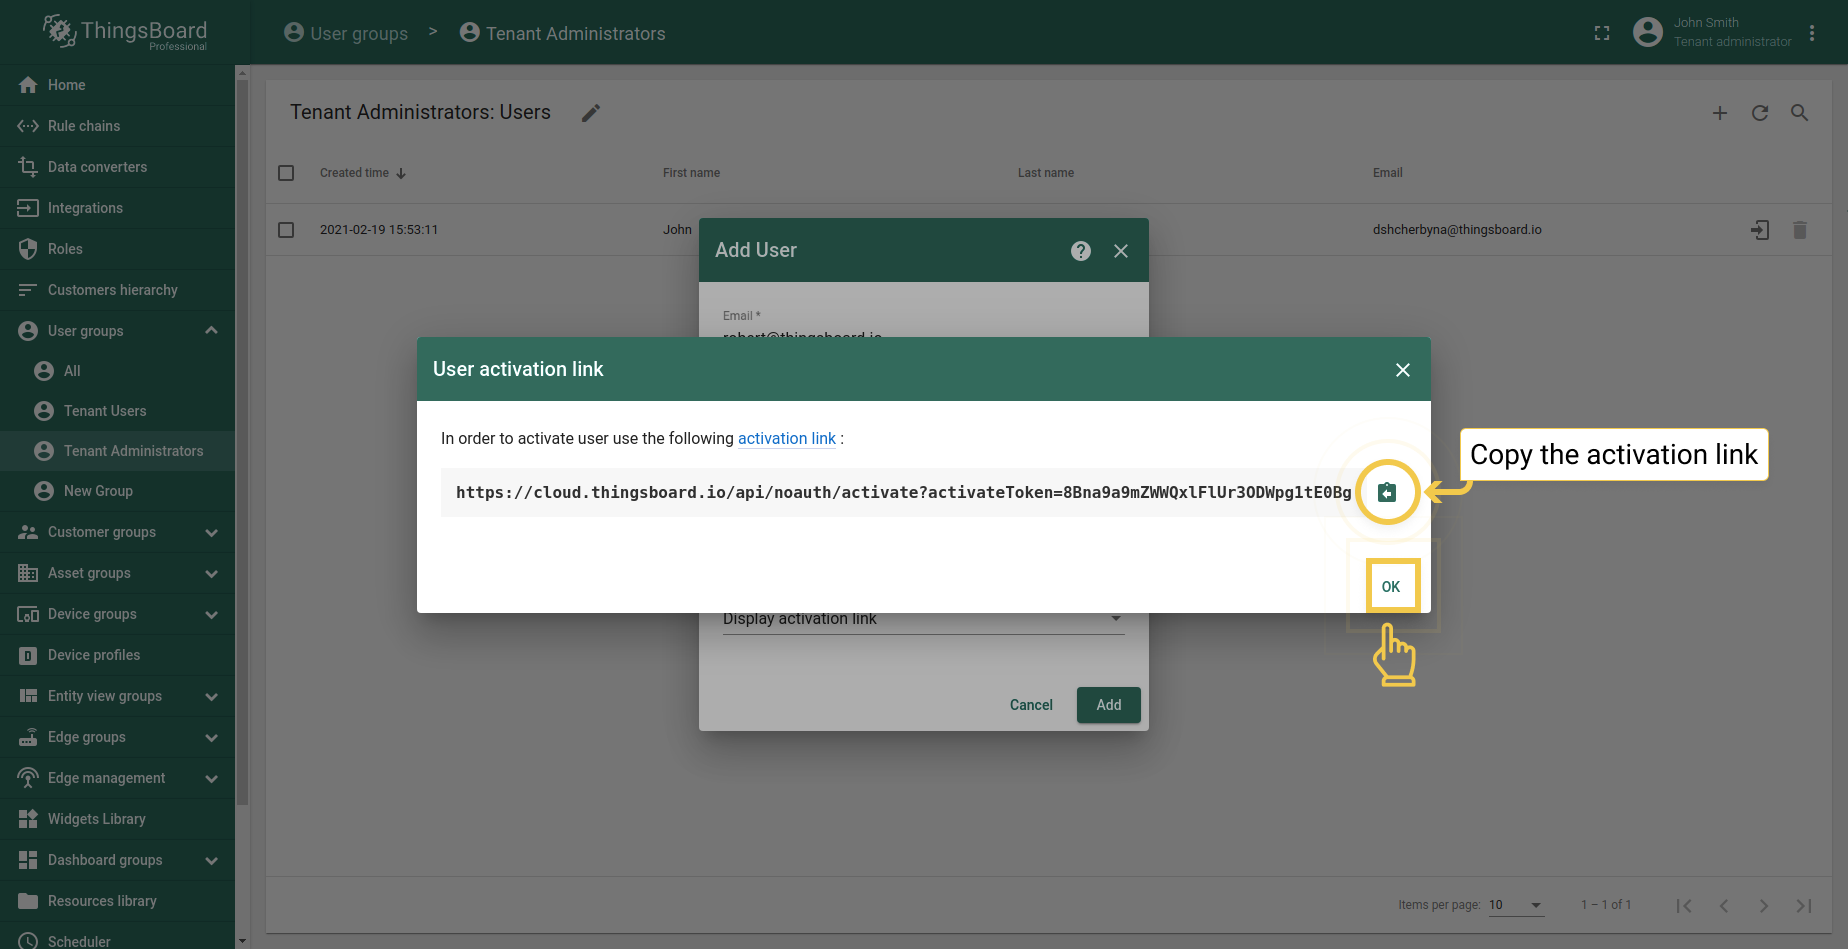 ThingsBoard
Professional
User groups > Tenant Administrators
John Smith
Tenant administrator
Home
Rule chains
Data converters
Integrations
Roles
Customers hierarchy
User groups
All
Tenant Users
Tenant Administrators
New Group
Customer groups
Asset groups
Device groups
Device profiles
Entity view groups
Edge groups
Edge management
Widgets Library
Dashboard groups
Resources library
Scheduler
Tenant Administrators: Users
Created time First name Last name Email
2021-02-19 15:53:11 John dshcherbyna@thingsboard.io
Add User
Email *
robert@thingsboard.io
User activation link
In order to activate user use the following activation link :
https://cloud.thingsboard.io/api/noauth/activate?activateToken=8Bna9a9mZWWQxlFlUr3ODWpg1tE0Bg
Copy the activation link
OK
Display activation link
Cancel Add
Items per page: 10 1 – 1 of 1